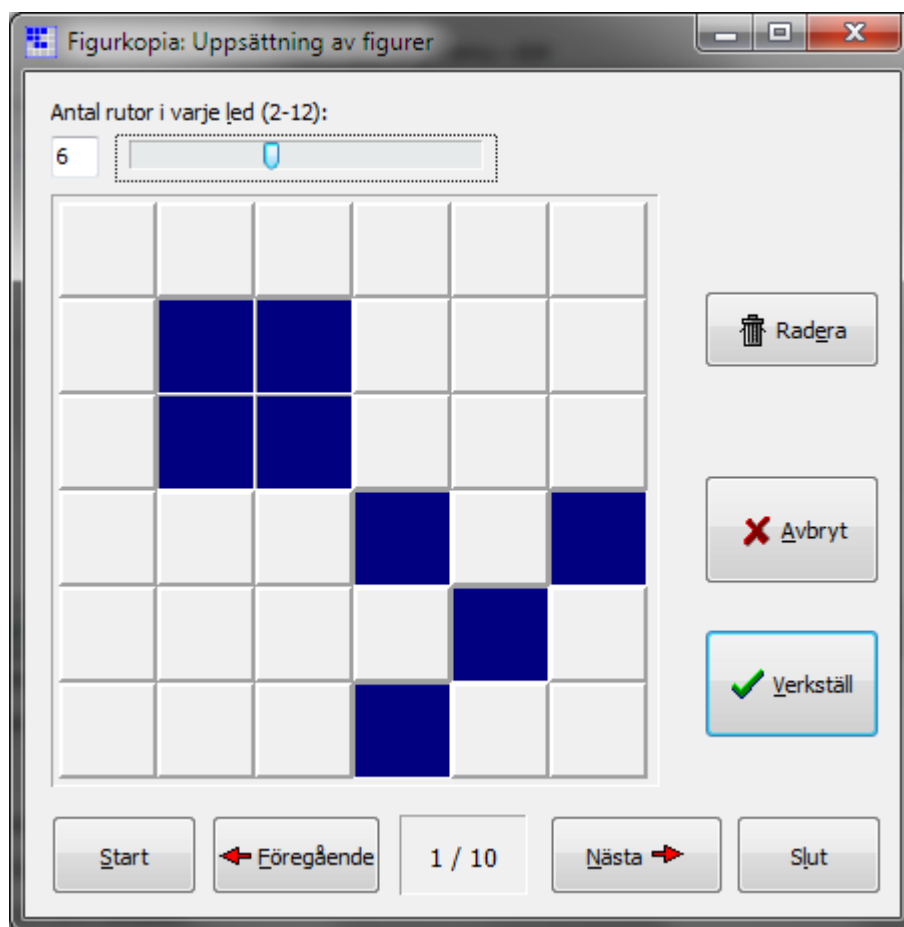 Figurkopia: Uppsättning av figurer
Antal rutor i varje led (2-12):
6
Radera
Avbryt
Verkställ
Start
Föregående
1 / 10
Nästa
Slut